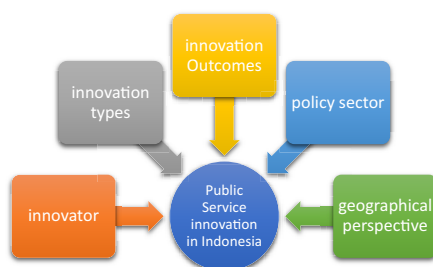 innovation
Outcomes
innovation
types
policy sector
innovator
Public
Service
innovation
in Indonesia
geographical
perspective